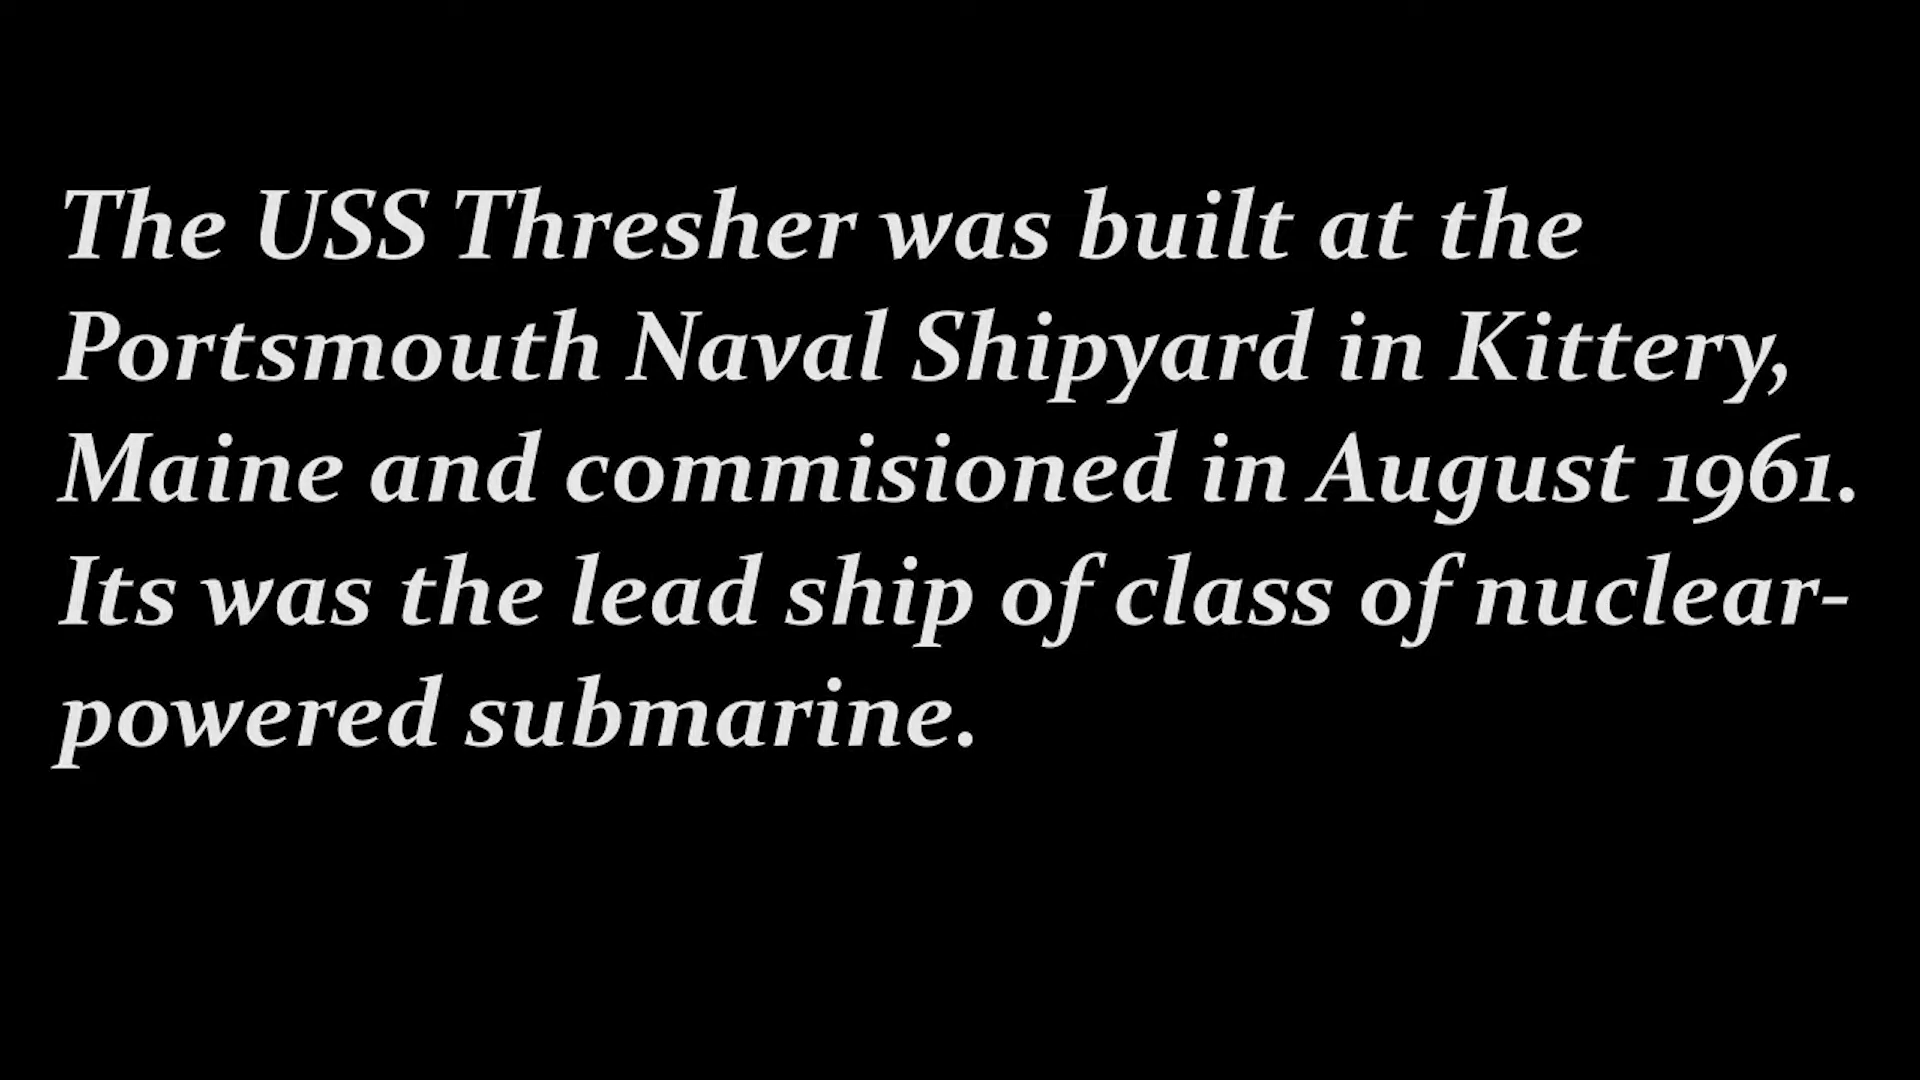 The USS Thresher was built at the
Portsmouth Naval Shipyard in Kittery,
Maine and commisioned in August 1961.
Its was the lead ship of class of nuclear-
powered submarine.